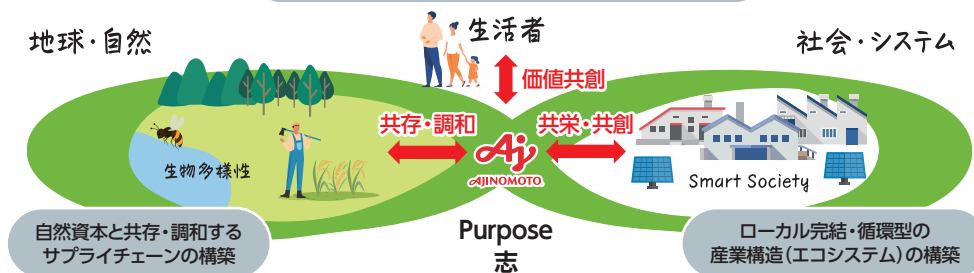 地球・自然
生活者
社会・システム
価値共創
共存・調和
共栄・共創
Aj
AJINOMOTO
生物多様性
Smart Society
自然資本と共存・調和する
サプライチェーンの構築
Purpose
志
ローカル完結・循環型の
産業構造（エコシステム）の構築